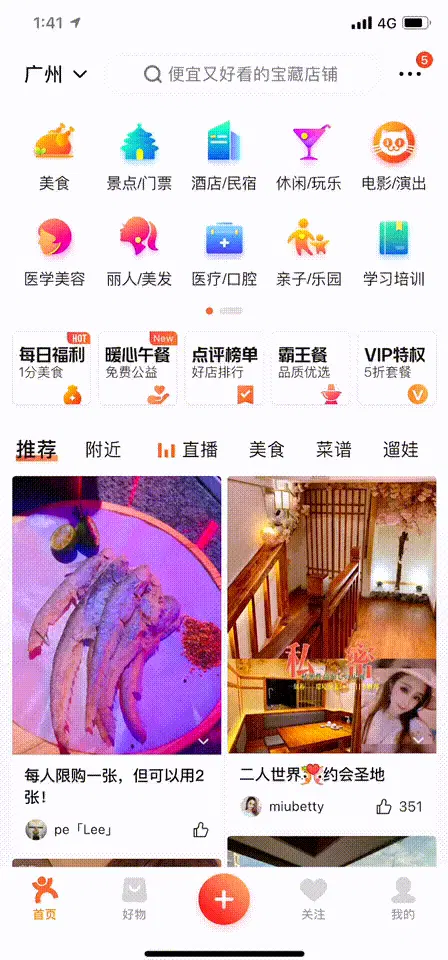 1:41
4G
广州
便宜又好看的宝藏店铺
5
美食
景点/门票
酒店/民宿
休闲/玩乐
电影/演出
医学美容
丽人/美发
医疗/口腔
亲子/乐园
学习培训
HOT
每日福利
1分美食
New
暖心午餐
免费公益
点评榜单
好店排行
霸王餐
品质优选
VIP特权
5折套餐
V
推荐
附近
直播
美食
菜谱
遛娃
私密
每人限购一张，但可以用2
张！
pe「Lee」
二人世界 约会圣地
miubetty
351
首页
好物
关注
我的